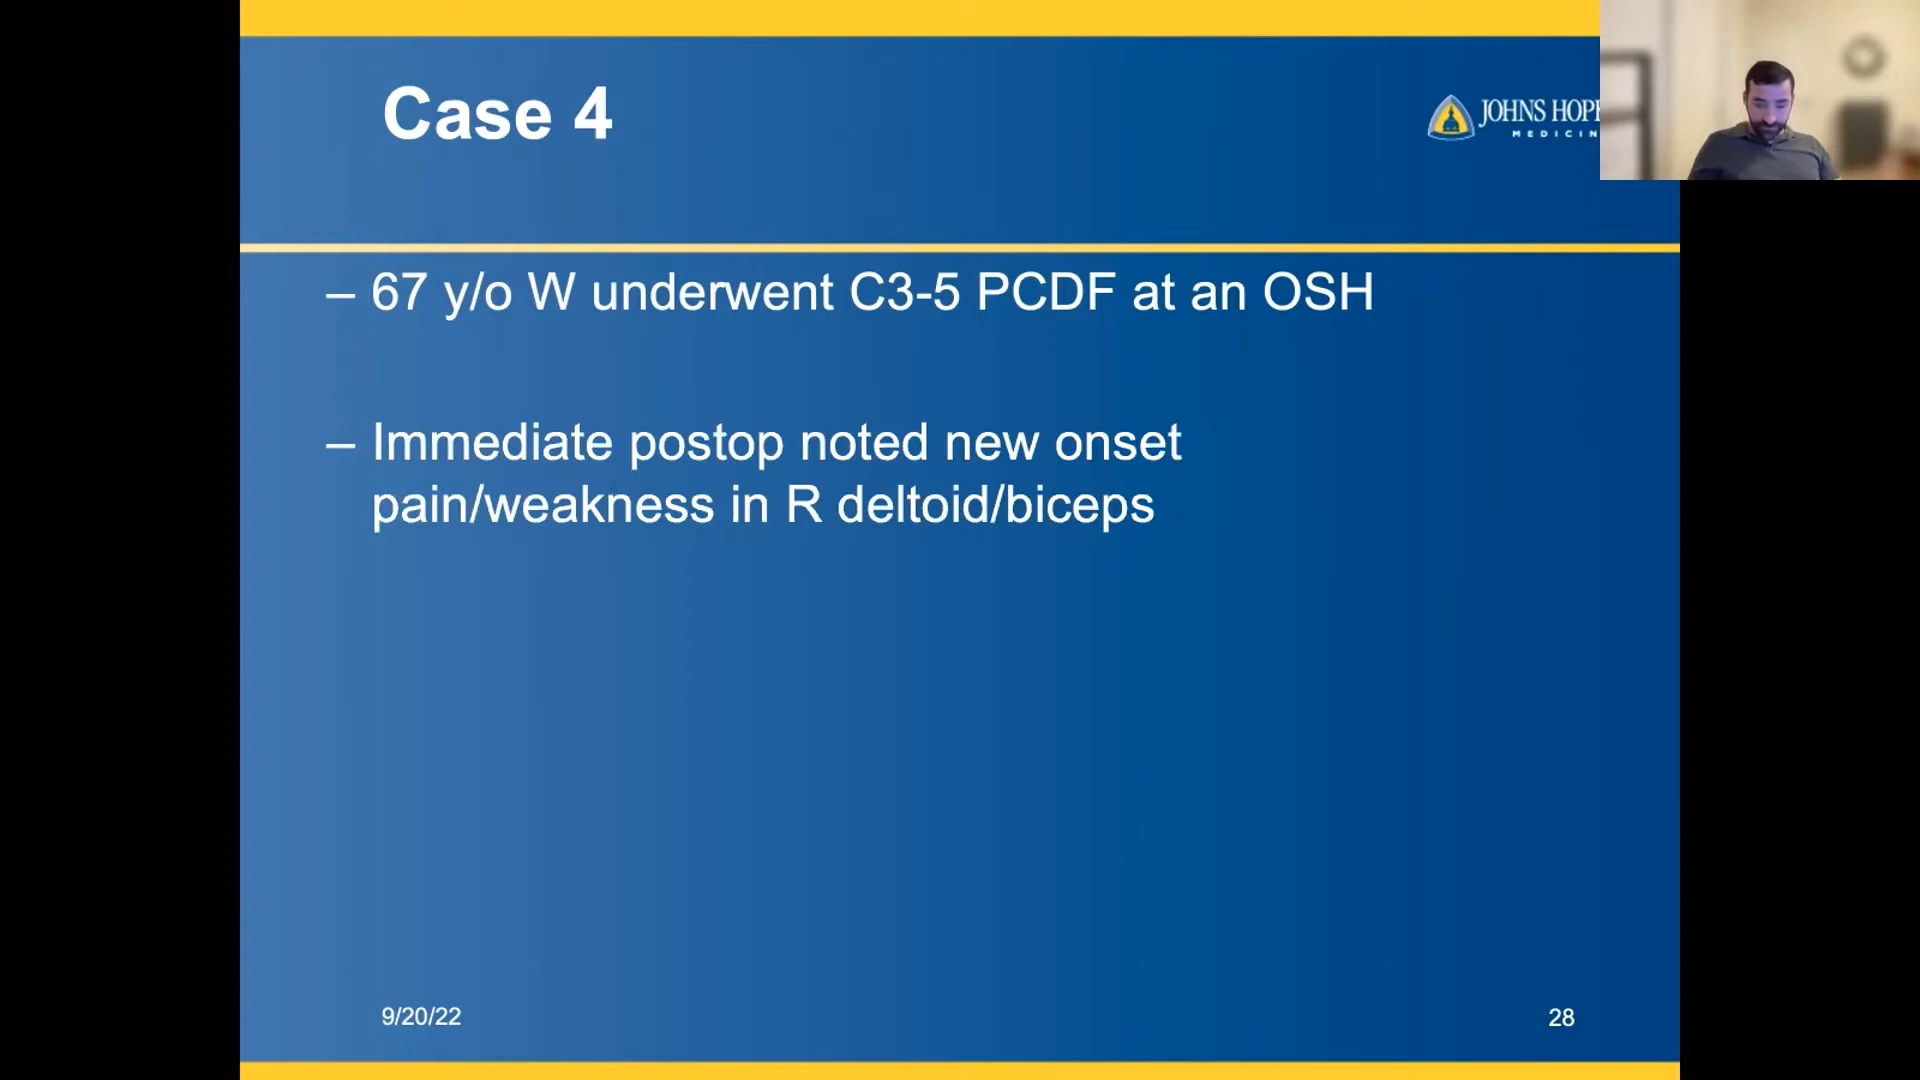 Case 4
JOHNS
MEDICIN
– 67 y/o W underwent C3-5 PCDF at an OSH
– Immediate postop noted new onset
pain/weakness in R deltoid/biceps
9/20/22
28